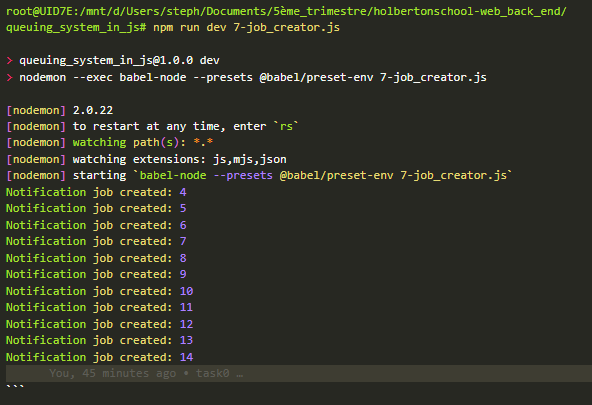 root@UID7E:/mnt/d/Users/steph/Documents/5ème_trimestre/holbertonschool-web_back_end/
queuing_system_in_js# npm run dev 7-job_creator.js
> queuing_system_in_js@1.0.0 dev
> nodemon --exec babel-node --presets @babel/preset-env 7-job_creator.js
[nodemon] 2.0.22
[nodemon] to restart at any time, enter `rs`
[nodemon] watching path(s): *.*
[nodemon] watching extensions: js,mjs,json
[nodemon] starting `babel-node --presets @babel/preset-env 7-job_creator.js`
Notification job created: 4
Notification job created: 5
Notification job created: 6
Notification job created: 7
Notification job created: 8
Notification job created: 9
Notification job created: 10
Notification job created: 11
Notification job created: 12
Notification job created: 13
Notification job created: 14
You, 45 minutes ago • task0 …
```